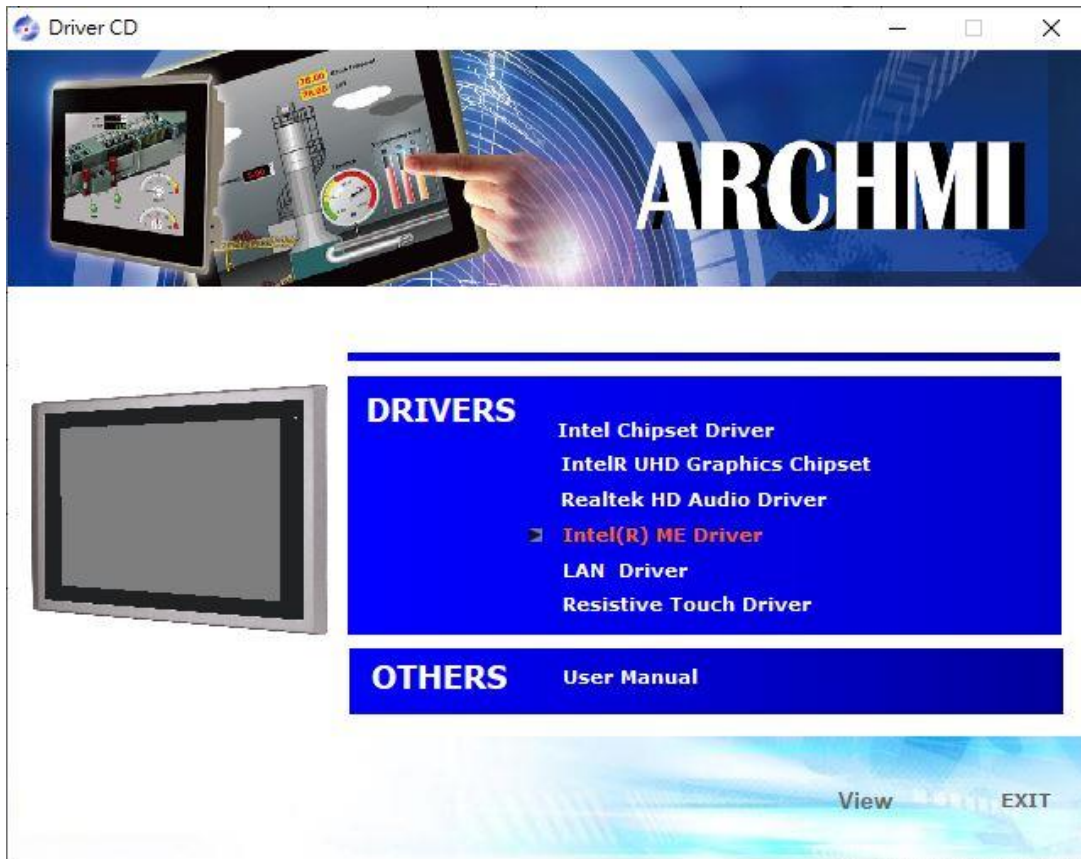 Driver CD
ARCHMI
DRIVERS
Intel Chipset Driver
IntelR UHD Graphics Chipset
Realtek HD Audio Driver
Intel(R) ME Driver
LAN Driver
Resistive Touch Driver
OTHERS
User Manual
View
EXIT